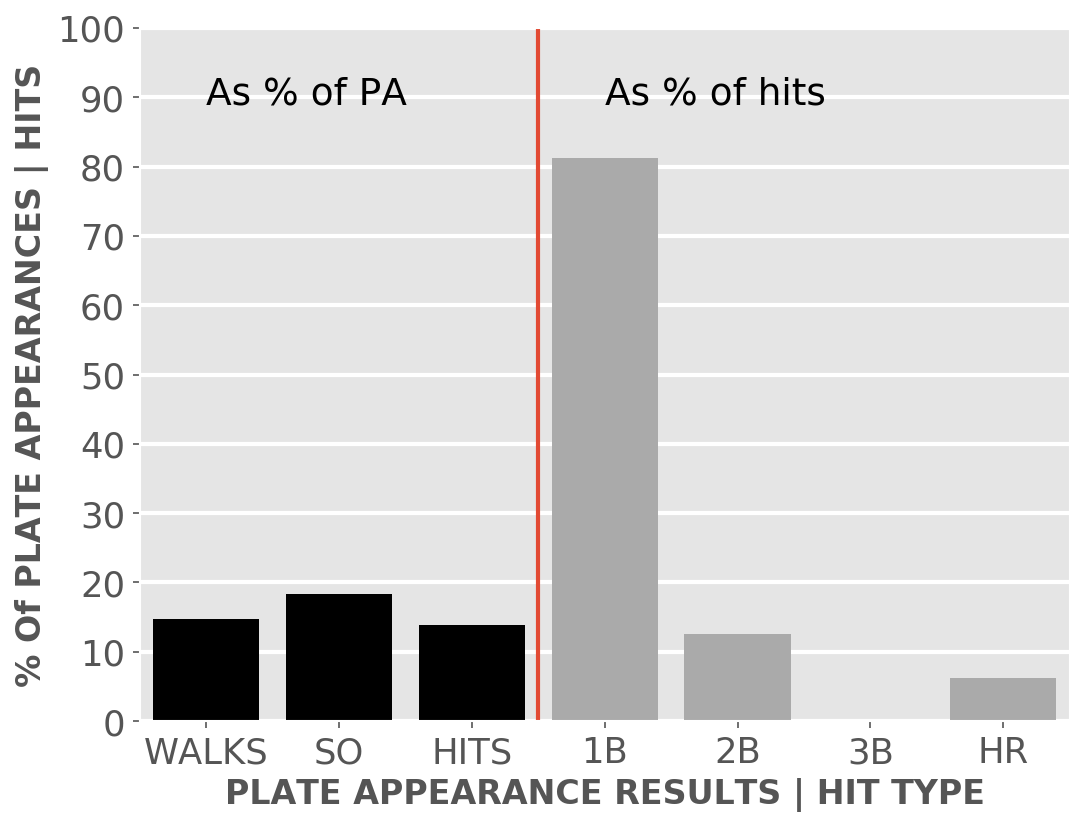 100
90
80
70
60
50
40
30
20
10
0
% Of PLATE APPEARANCES | HITS
As % of PA
As % of hits
WALKS SO HITS 1B 2B 3B HR
PLATE APPEARANCE RESULTS | HIT TYPE